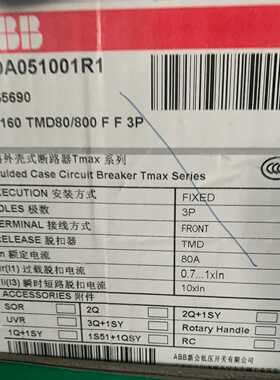 ABB
0A051001R1
5690
160 TMD80/800 F F 3P
外壳式断路器Tmax 系列
ulded Case Circuit Breaker Tmax Series
XECUTION 安装方式 FIXED
OLES 极数 3P
ERMINAL 接线方式 FRONT
RELEASE 脱扣器 TMD
n 额定电流 80A
r(I1) 过载脱扣电流 0.7...1xIn
i(I3) 瞬时短路脱扣电流 10xIn
ACCESSORIES 附件
SOR 2Q 2Q+1SY
UVR 3Q+1SY Rotary Handle
1Q+1SY 1S51+1QSY RC
ABB新会低压开关有限公司